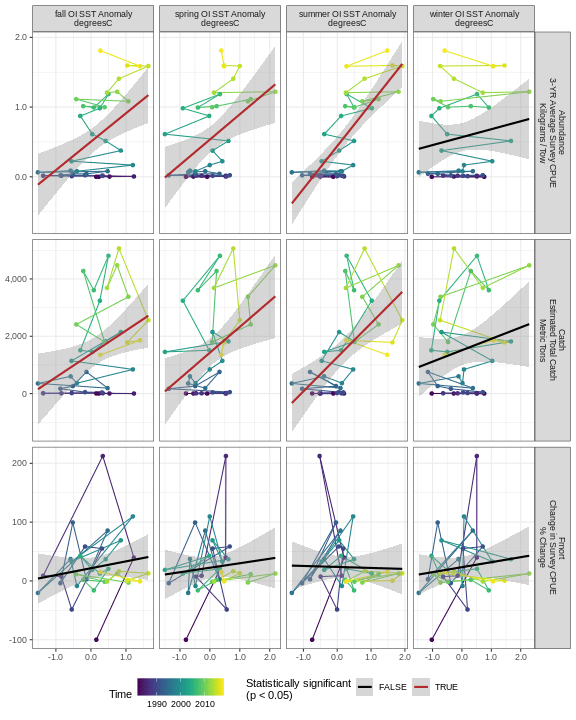 fall OI SST Anomaly
degreesC
spring OI SST Anomaly
degreesC
summer OI SST Anomaly
degreesC
winter OI SST Anomaly
degreesC
2.0
1.0
0.0
Abundance
3-YR Average Survey CPUE
Kilograms / Tow
4,000
2,000
0
Catch
Estimated Total Catch
Metric Tons
200
100
0
-100
Fmort
Change in Survey CPUE
% Change
-1.0 0.0 1.0
-1.0 0.0 1.0 2.0
-1.0 0.0 1.0 2.0
-1.0 0.0 1.0 2.0
Time
1990 2000 2010
Statistically significant
(p < 0.05)
FALSE
TRUE